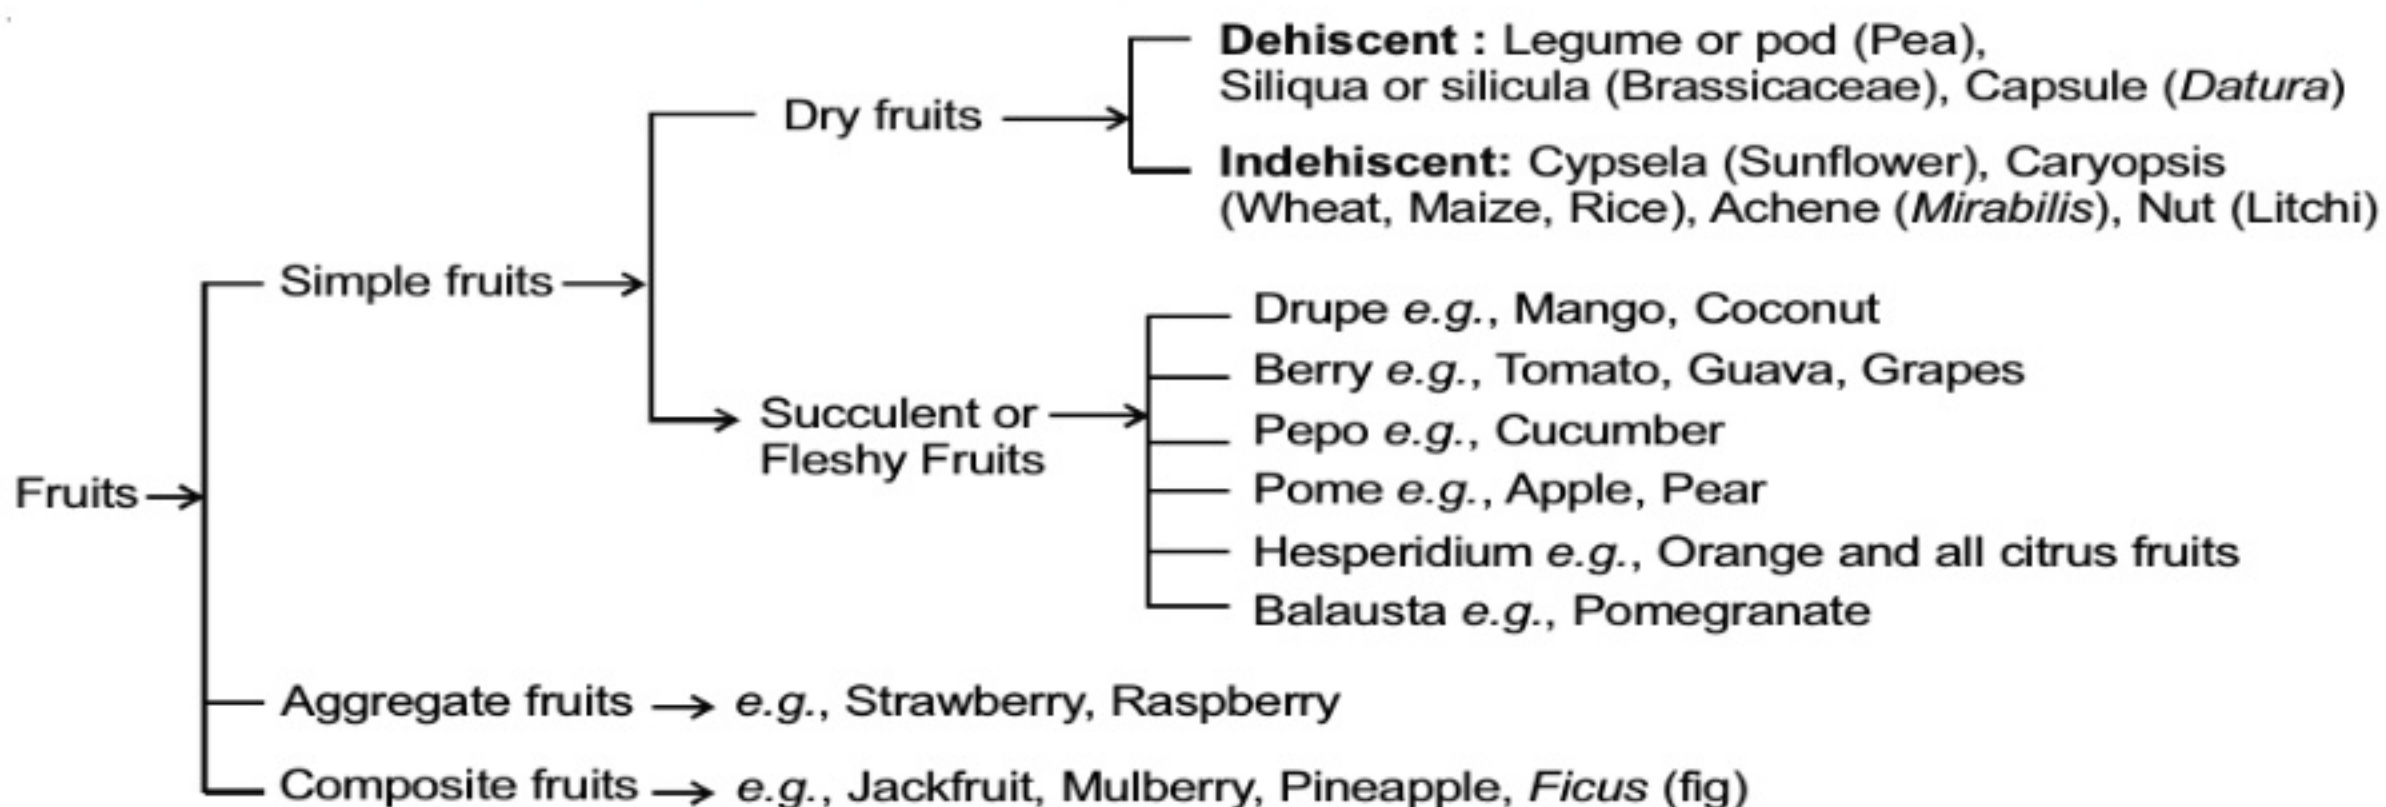 Dehiscent : Legume or pod (Pea),
Siliqua or silicula (Brassicaceae), Capsule (Datura)
Dry fruits
Indehiscent: Cypsela (Sunflower), Caryopsis
(Wheat, Maize, Rice), Achene (Mirabilis), Nut (Litchi)
Simple fruits
Drupe e.g., Mango, Coconut
Berry e.g., Tomato, Guava, Grapes
Succulent or
Fleshy Fruits
Pepo e.g., Cucumber
Pome e.g., Apple, Pear
Fruits
Hesperidium e.g., Orange and all citrus fruits
Balausta e.g., Pomegranate
Aggregate fruits → e.g., Strawberry, Raspberry
Composite fruits → e.g., Jackfruit, Mulberry, Pineapple, Ficus (fig)